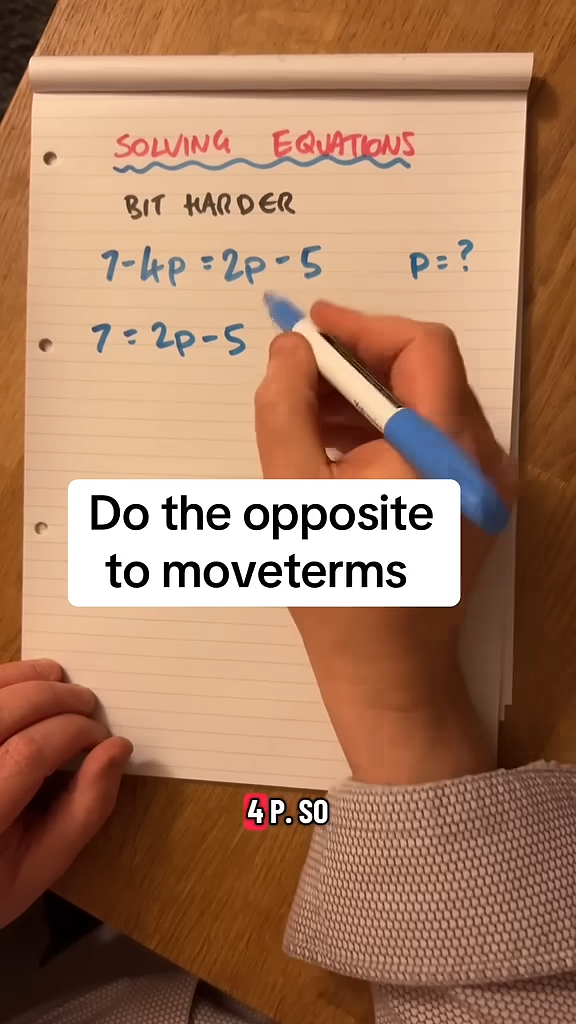 SOLVING EQUATIONS
BIT HARDER
7-4p=2p-5 p=?
7=2p-5
Do the opposite
to moveterms
4 P. SO